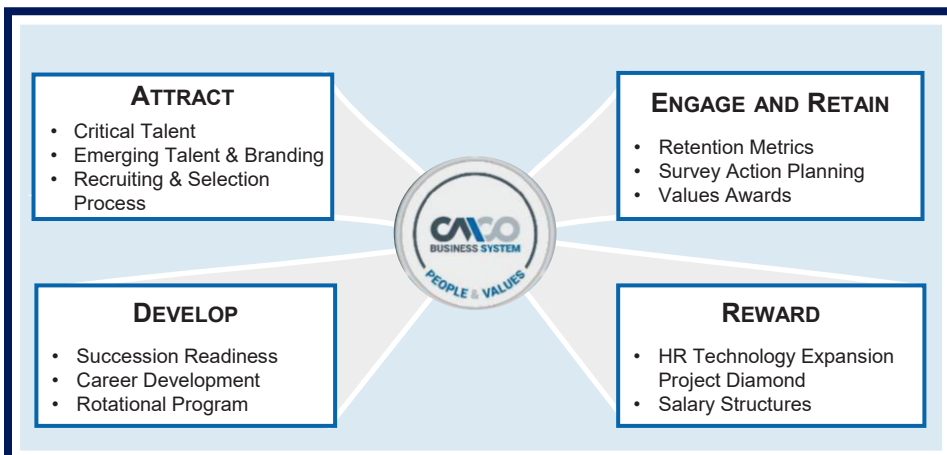 ATTRACT
• Critical Talent
• Emerging Talent & Branding
• Recruiting & Selection
Process
ENGAGE AND RETAIN
• Retention Metrics
• Survey Action Planning
• Values Awards
CMCO
BUSINESS SYSTEM
PEOPLE & VALUES
DEVELOP
• Succession Readiness
• Career Development
• Rotational Program
REWARD
• HR Technology Expansion
Project Diamond
• Salary Structures